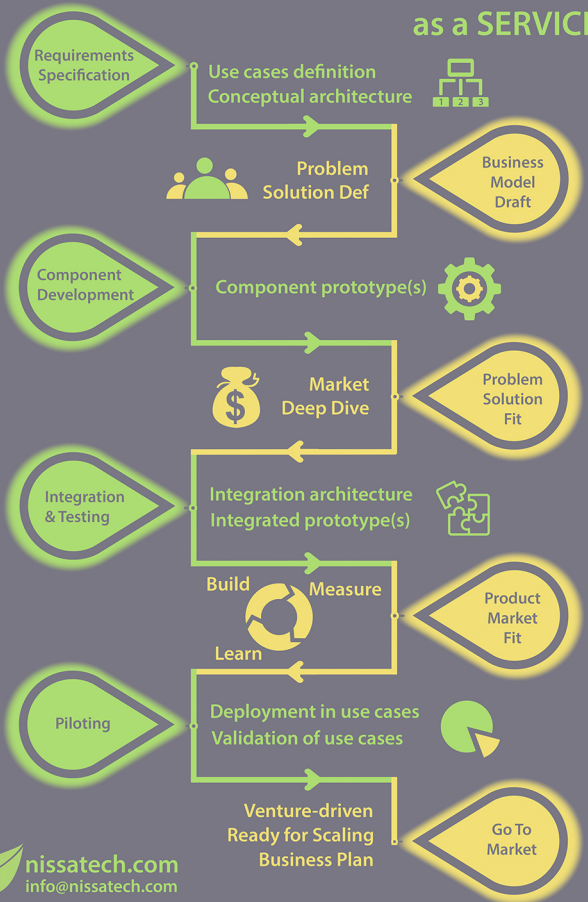 as a SERVICE
Requirements
Specification
Use cases definition
Conceptual architecture
1 2 3
Problem
Solution Def
Business
Model
Draft
Component
Development
Component prototype(s)
Market
Deep Dive
$
Problem
Solution
Fit
Integration
& Testing
Integration architecture
Integrated prototype(s)
Build
Measure
Learn
Product
Market
Fit
Piloting
Deployment in use cases
Validation of use cases
Venture-driven
Ready for Scaling
Business Plan
Go To
Market
nissatech.com
info@nissatech.com